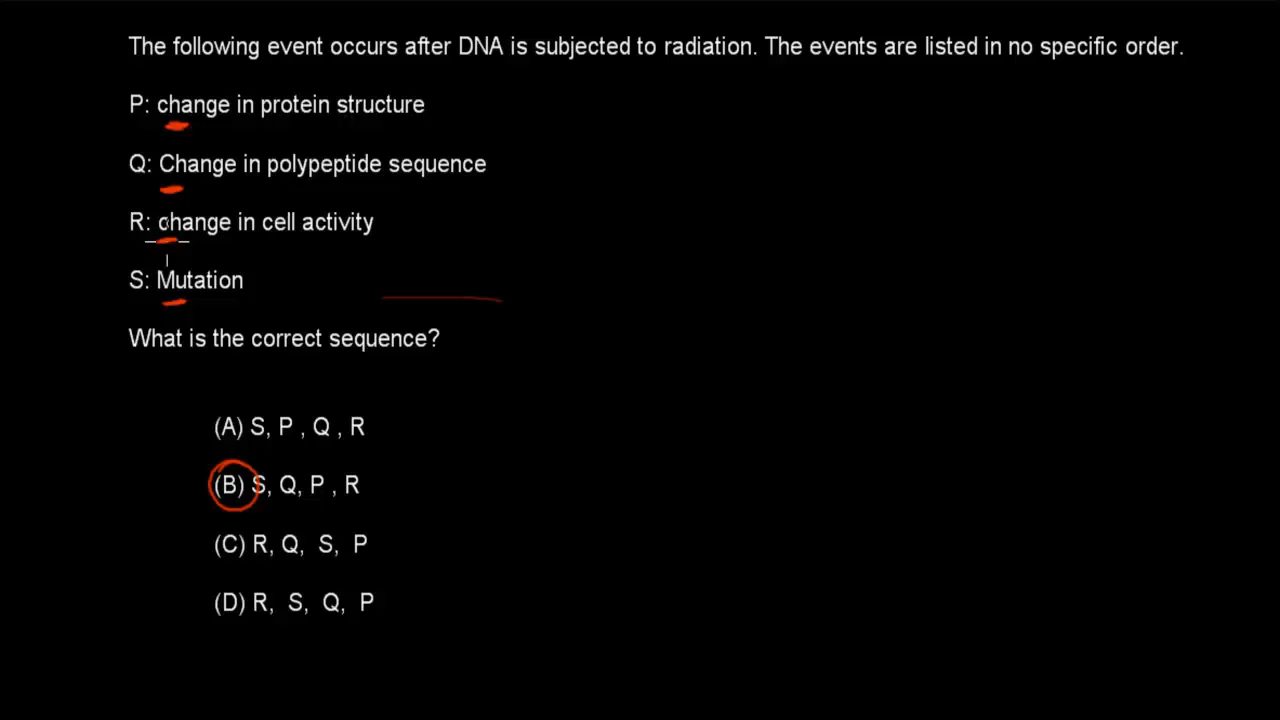 The following event occurs after DNA is subjected to radiation. The events are listed in no specific order.
P: change in protein structure
Q: Change in polypeptide sequence
R: change in cell activity
S: Mutation
What is the correct sequence?
(A) S, P , Q , R
(B) S, Q, P , R
(C) R, Q, S, P
(D) R, S, Q, P